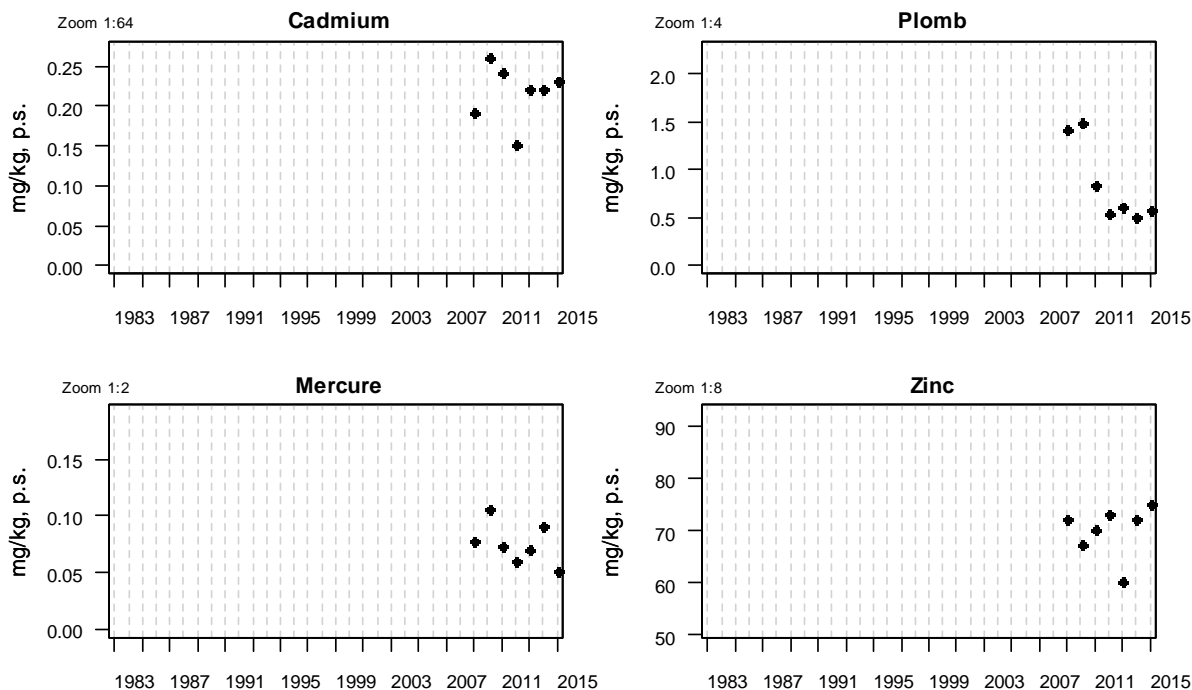 Zoom 1:64
Cadmium
mg/kg, p.s.
0.25
0.20
0.15
0.10
0.05
0.00
1983 1987 1991 1995 1999 2003 2007 2011 2015
Zoom 1:4
Plomb
mg/kg, p.s.
2.0
1.5
1.0
0.5
0.0
1983 1987 1991 1995 1999 2003 2007 2011 2015
Zoom 1:2
Mercure
mg/kg, p.s.
0.15
0.10
0.05
0.00
1983 1987 1991 1995 1999 2003 2007 2011 2015
Zoom 1:8
Zinc
mg/kg, p.s.
90
80
70
60
50
1983 1987 1991 1995 1999 2003 2007 2011 2015